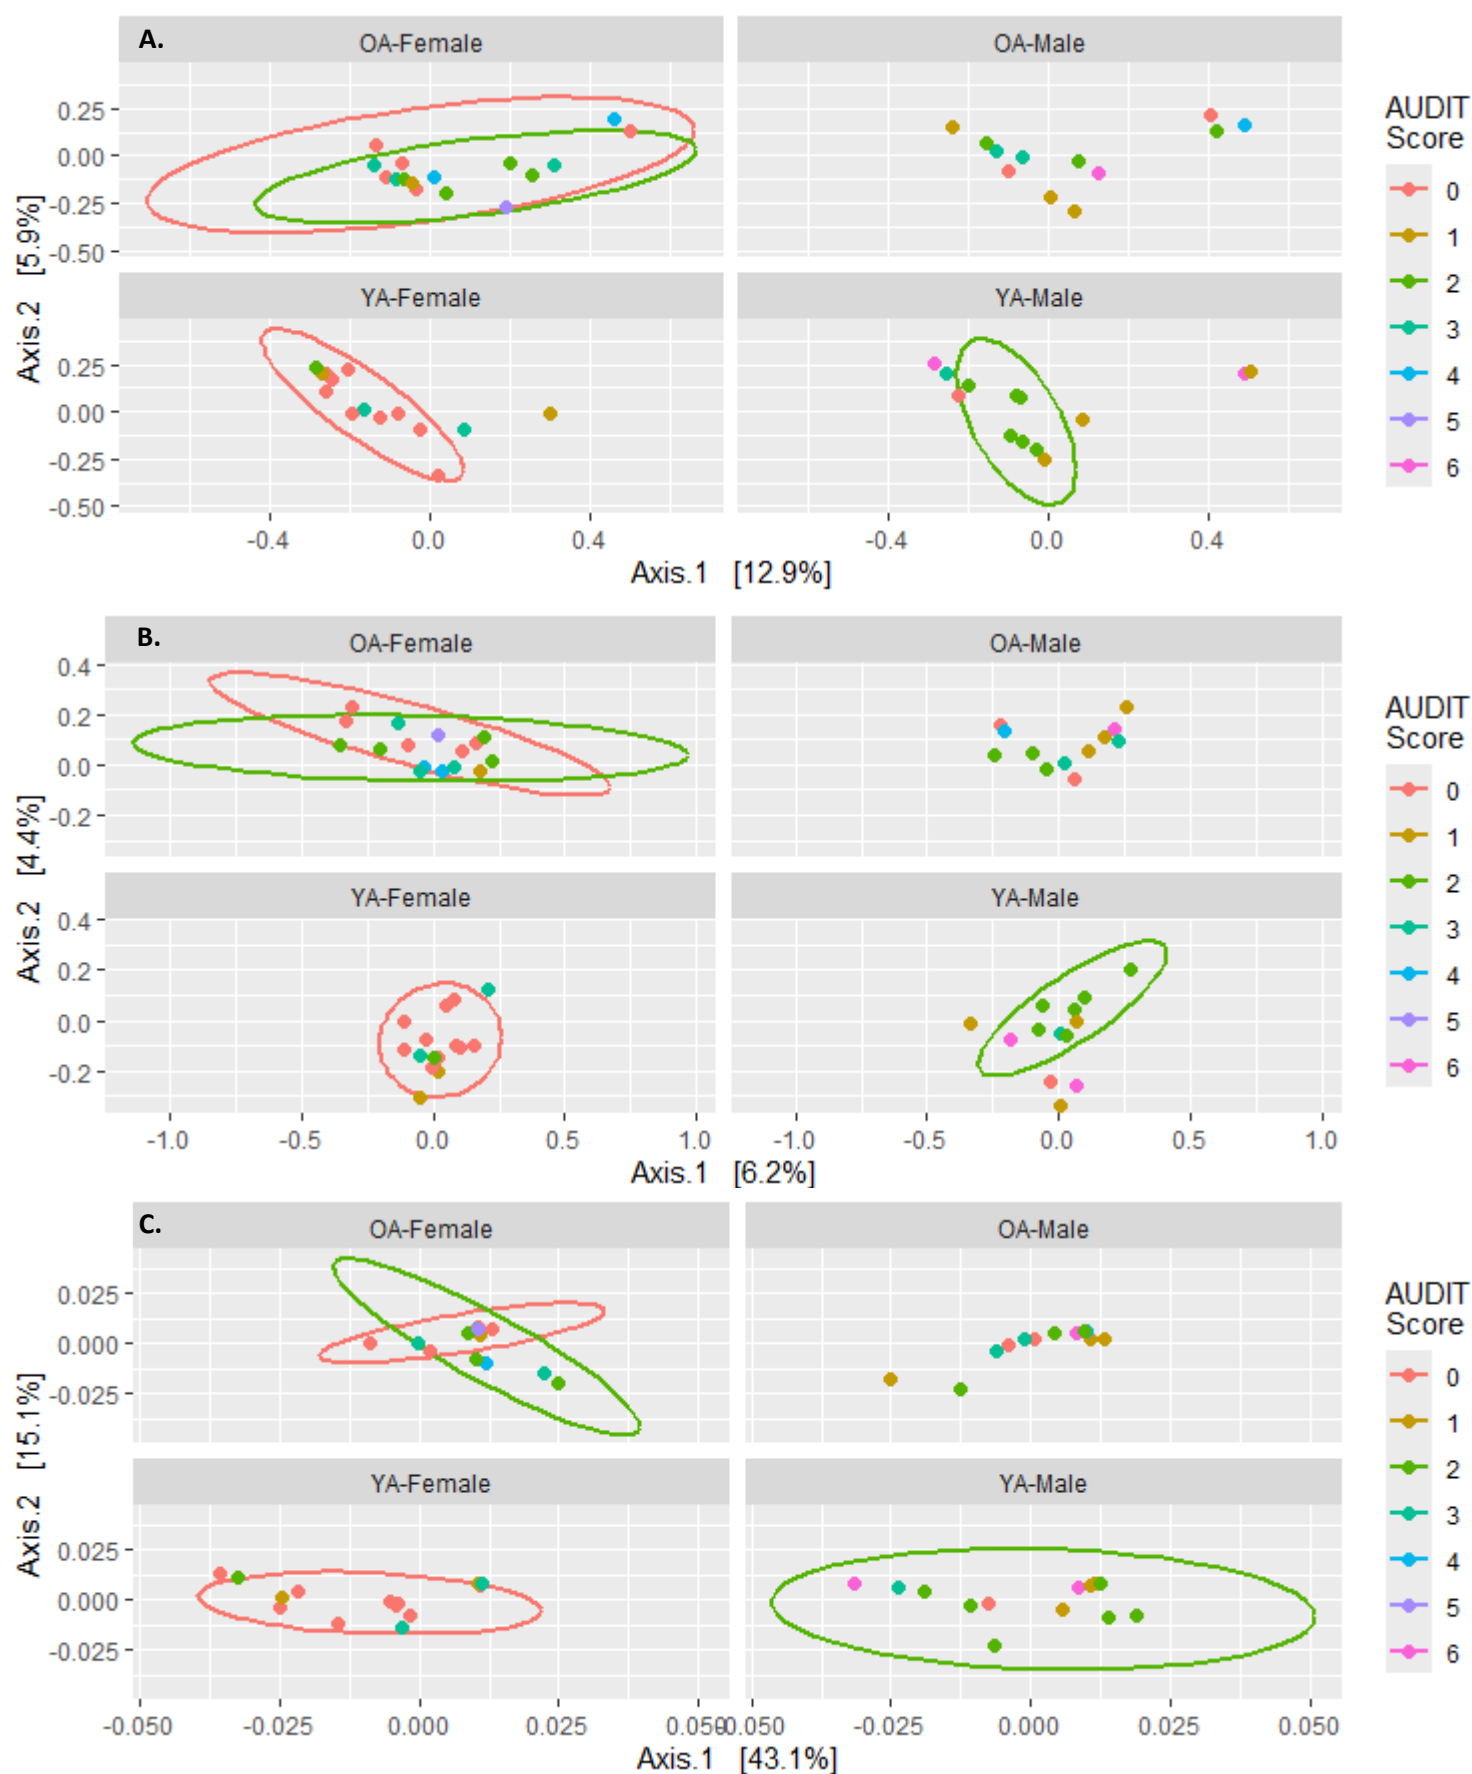 A.
OA-Female
OA-Male
0.25
0.00
-0.25
-0.50
YA-Female
YA-Male
0.25
0.00
-0.25
-0.50
-0.4
0.0
0.4
-0.4
0.0
0.4
Axis.1 [12.9%]
Axis.2 [5.9%]
AUDIT
Score
0
1
2
3
4
5
6
B.
OA-Female
OA-Male
0.4
0.2
0.0
-0.2
YA-Female
YA-Male
0.4
0.2
0.0
-0.2
-1.0
-0.5
0.0
0.5
1.0
-1.0
-0.5
0.0
0.5
1.0
Axis.1 [6.2%]
Axis.2 [4.4%]
AUDIT
Score
0
1
2
3
4
5
6
C.
OA-Female
OA-Male
0.025
0.000
-0.025
YA-Female
YA-Male
0.025
0.000
-0.025
-0.050
-0.025
0.000
0.025
0.050
-0.050
-0.025
0.000
0.025
0.050
Axis.1 [43.1%]
Axis.2 [15.1%]
AUDIT
Score
0
1
2
3
4
5
6